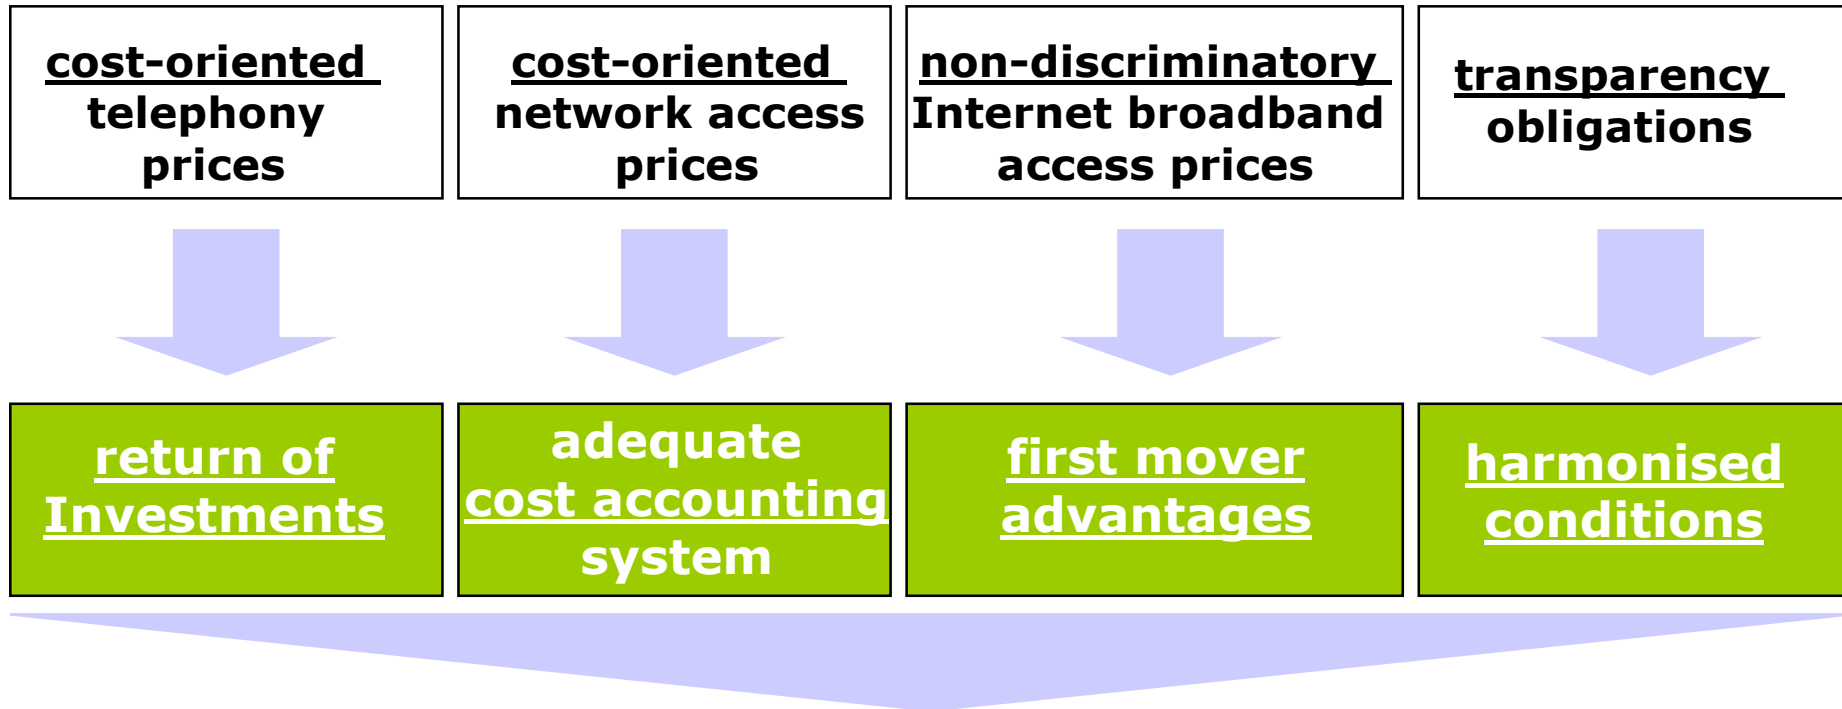 cost-oriented
telephony
prices
cost-oriented
network access
prices
non-discriminatory
Internet broadband
access prices
transparency
obligations
return of
Investments
adequate
cost accounting
system
first mover
advantages
harmonised
conditions